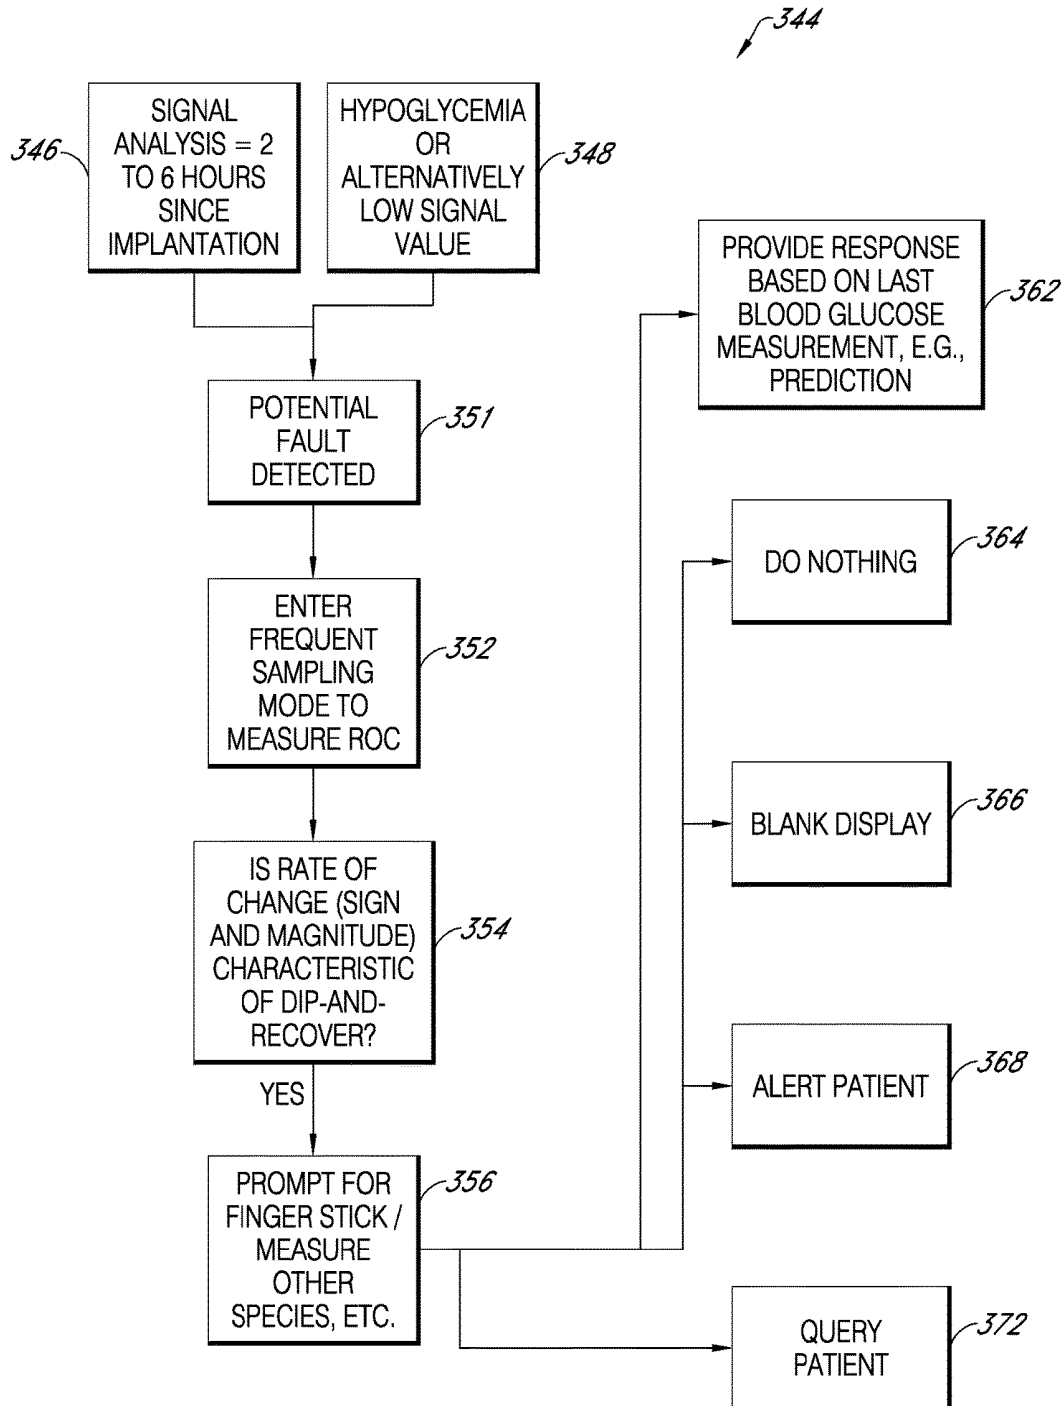 344
SIGNAL
ANALYSIS = 2
TO 6 HOURS
SINCE
IMPLANTATION
346
HYPOGLYCEMIA
OR
ALTERNATIVELY
LOW SIGNAL
VALUE
348
POTENTIAL
FAULT
DETECTED
351
ENTER
FREQUENT
SAMPLING
MODE TO
MEASURE ROC
352
IS RATE OF
CHANGE (SIGN
AND MAGNITUDE)
CHARACTERISTIC
OF DIP-AND-
RECOVER?
354
YES
PROMPT FOR
FINGER STICK /
MEASURE
OTHER
SPECIES, ETC.
356
PROVIDE RESPONSE
BASED ON LAST
BLOOD GLUCOSE
MEASUREMENT, E.G.,
PREDICTION
362
DO NOTHING
364
BLANK DISPLAY
366
ALERT PATIENT
368
QUERY
PATIENT
372